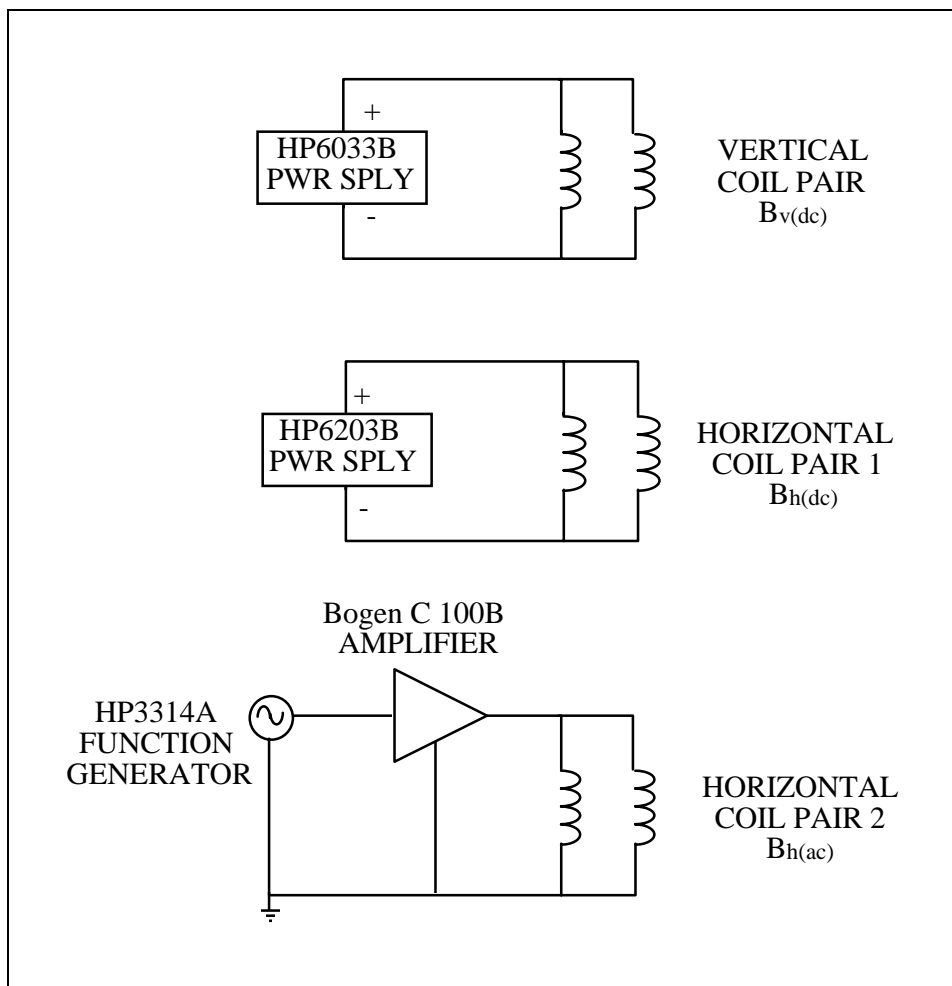 +
HP6033B
PWR SPLY
-
VERTICAL
COIL PAIR
Bv(dc)
+
HP6203B
PWR SPLY
-
HORIZONTAL
COIL PAIR 1
Bh(dc)
Bogen C 100B
AMPLIFIER
HP3314A
FUNCTION
GENERATOR
HORIZONTAL
COIL PAIR 2
Bh(ac)